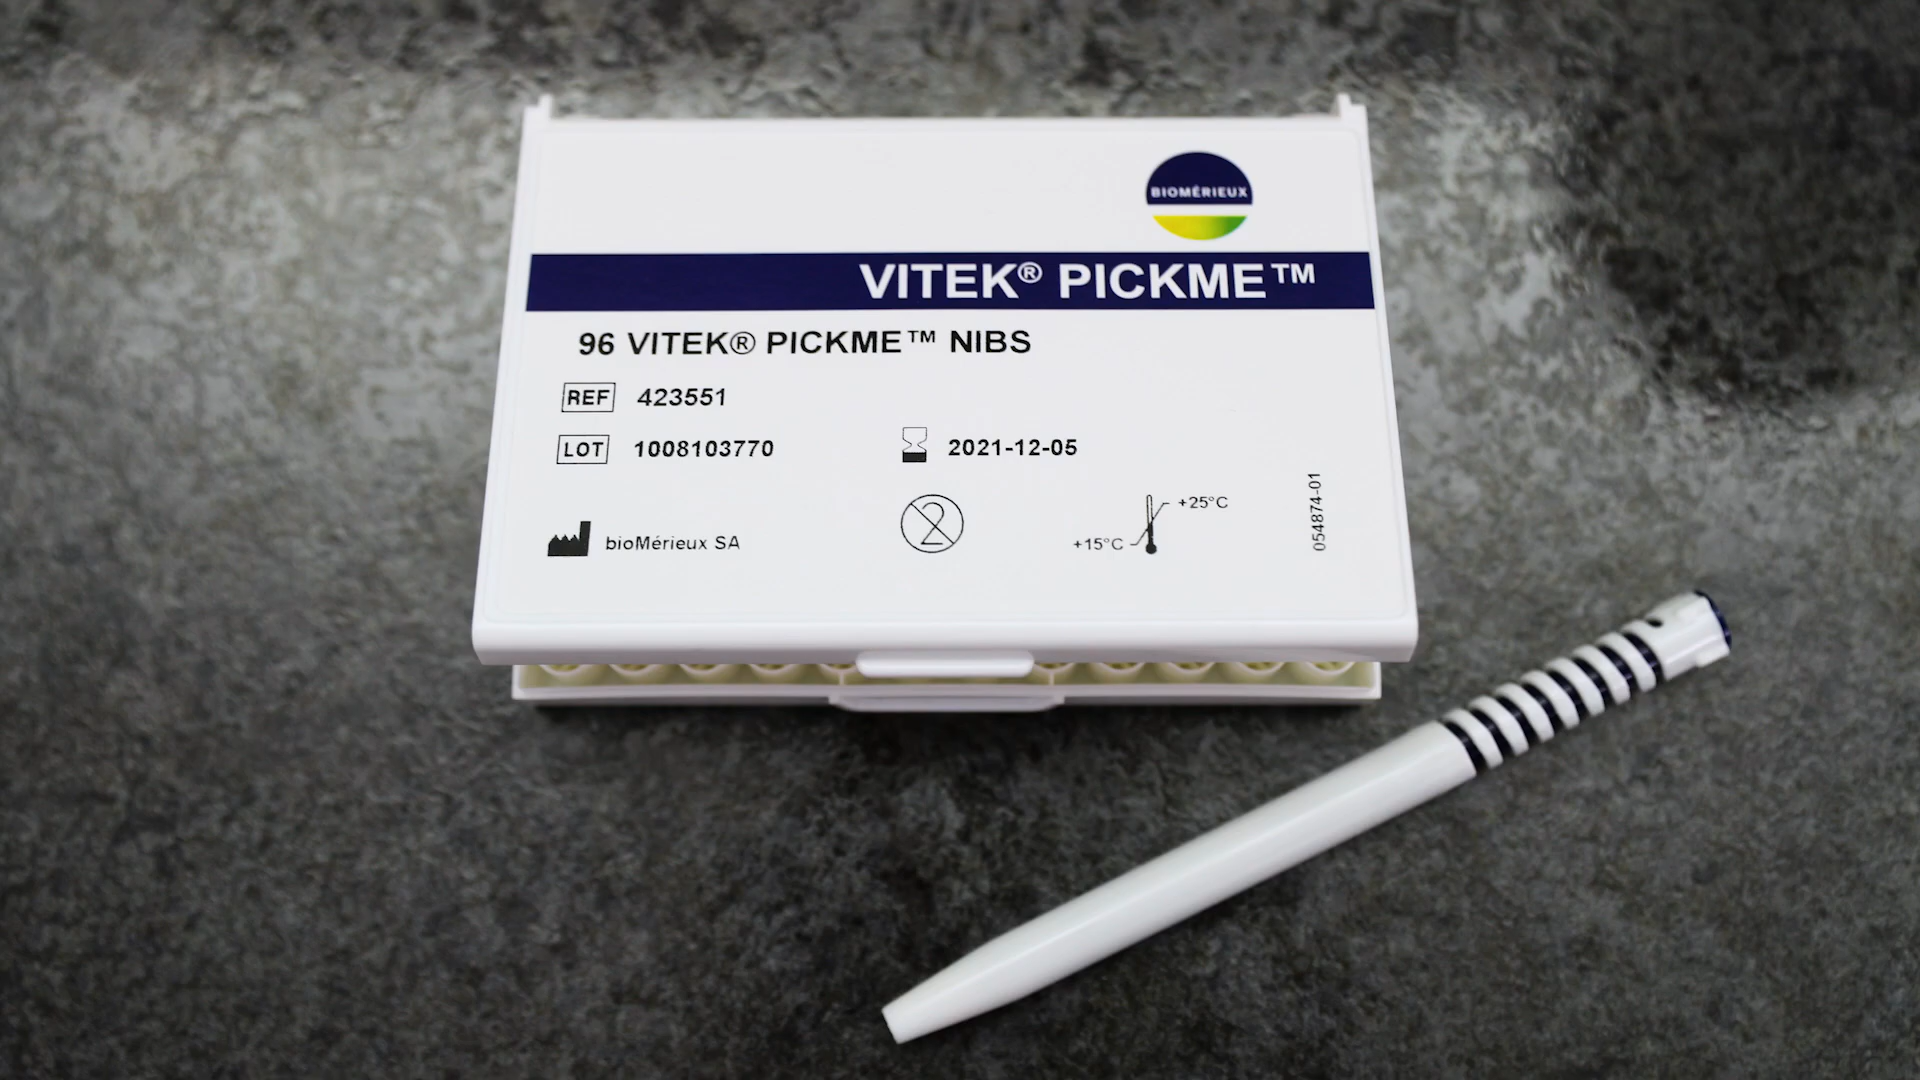 BIOMÉRIEUX
VITEK® PICKME™
96 VITEK® PICKME™ NIBS
REF 423551
LOT 1008103770
2021-12-05
2
+25°C
+15°C
bioMérieux SA
054874-01